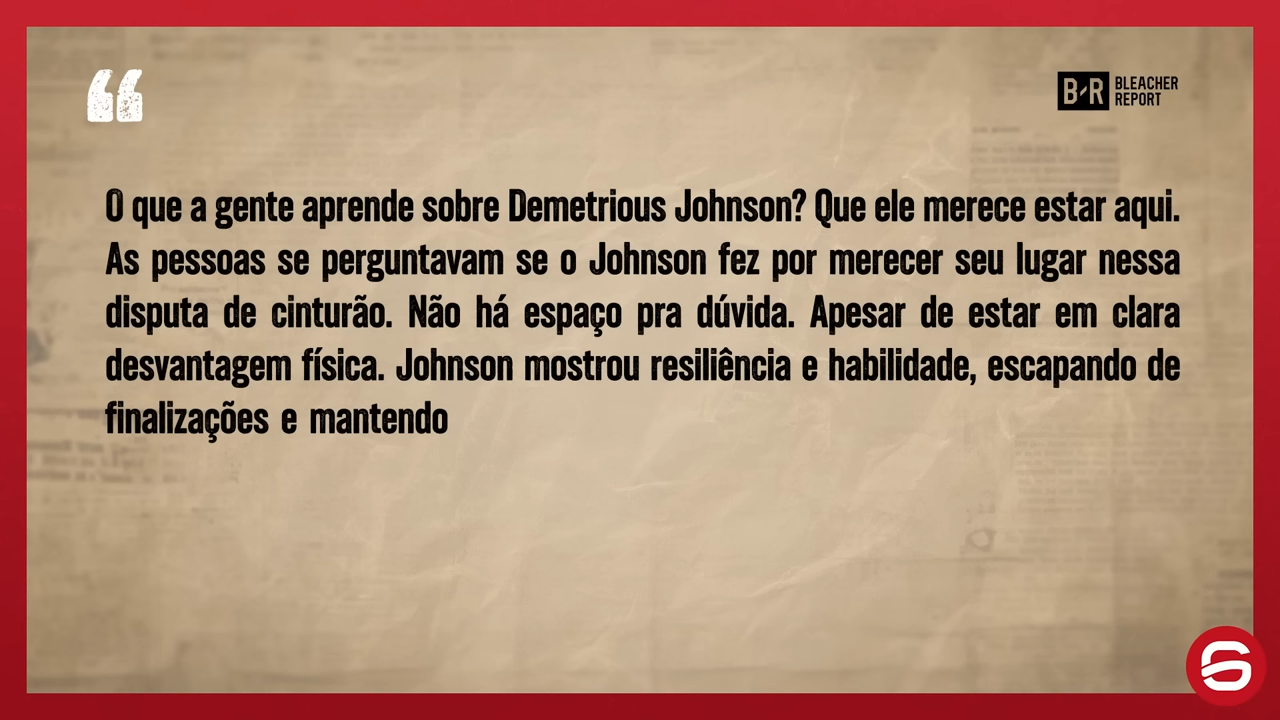 “
B-R BLEACHER
REPORT
O que a gente aprende sobre Demetrious Johnson? Que ele merece estar aqui.
As pessoas se perguntavam se o Johnson fez por merecer seu lugar nessa
disputa de cinturão. Não há espaço pra dúvida. Apesar de estar em clara
desvantagem física. Johnson mostrou resiliência e habilidade, escapando de
finalizações e mantendo